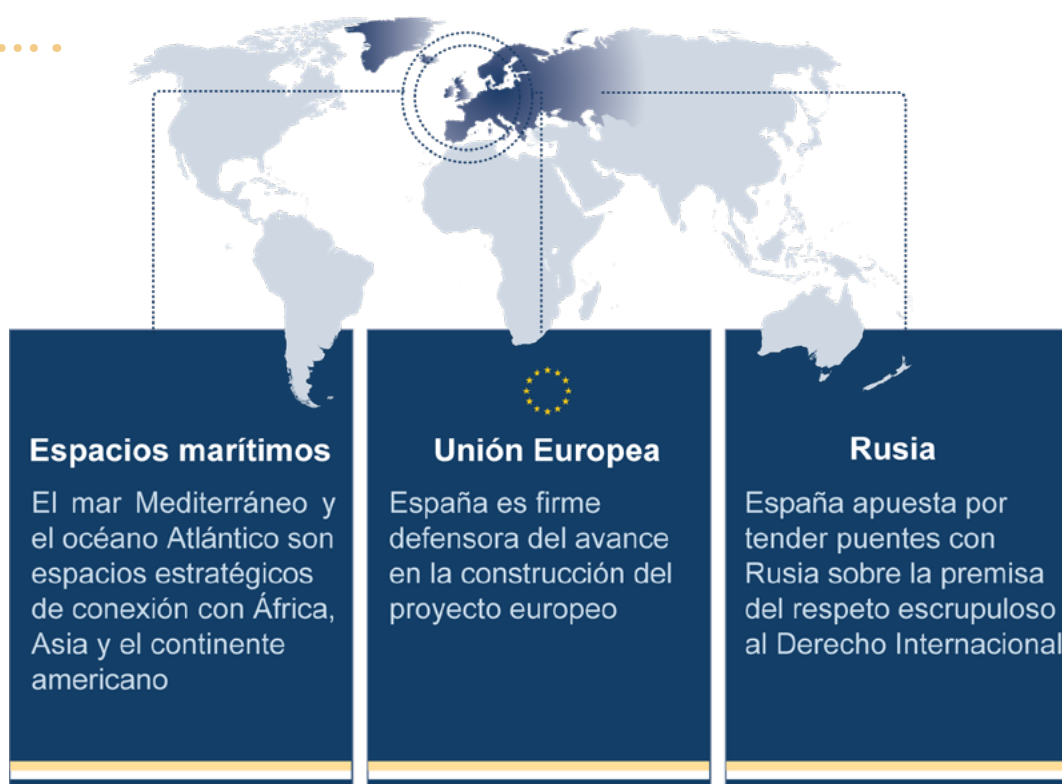 Espacios marítimos
El mar Mediterráneo y
el océano Atlántico son
espacios estratégicos
de conexión con África,
Asia y el continente
americano
Unión Europea
España es firme
defensora del avance
en la construcción del
proyecto europeo
Rusia
España apuesta por
tender puentes con
Rusia sobre la premisa
del respeto escrupuloso
al Derecho Internacional